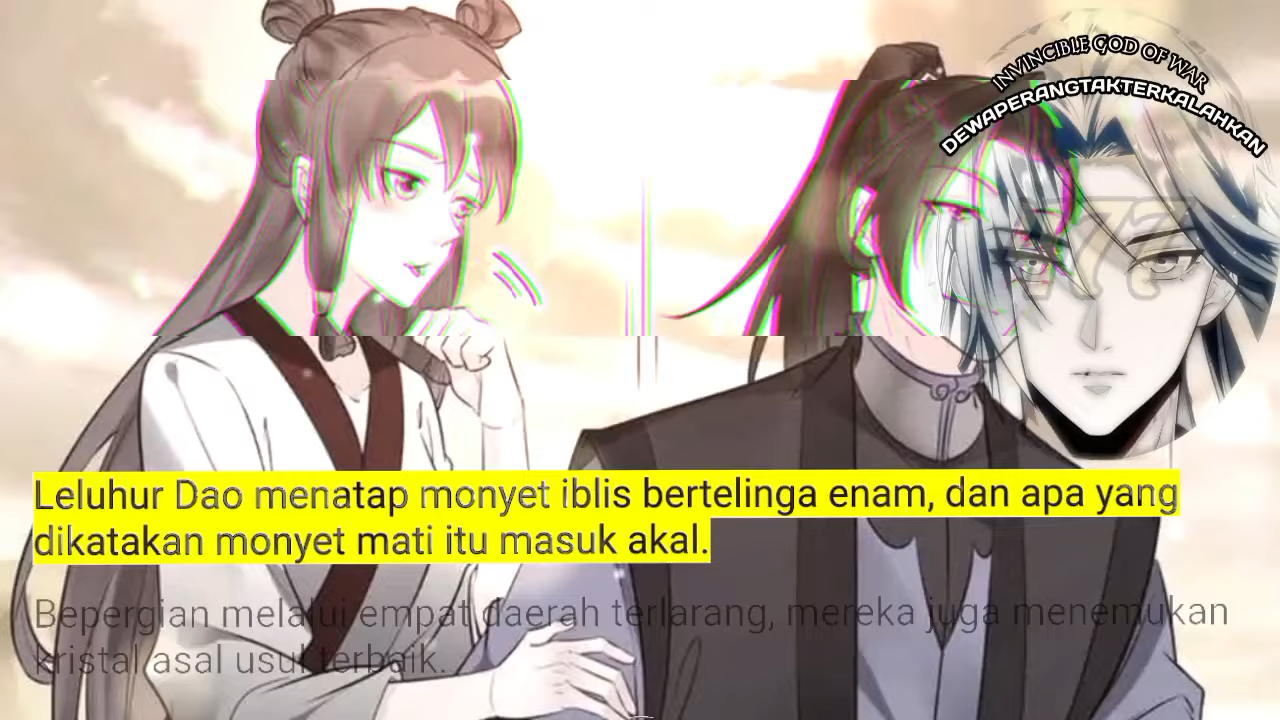 INVINCIBLE GOD OF WAR
DEWAPERANGTAKTERKALAHKAN
177
Leluhur Dao menatap monyet iblis bertelinga enam, dan apa yang
dikatakan monyet mati itu masuk akal.
Bepergian melalui empat daerah terlarang, mereka juga menemukan
kristal asal usul terbaik.